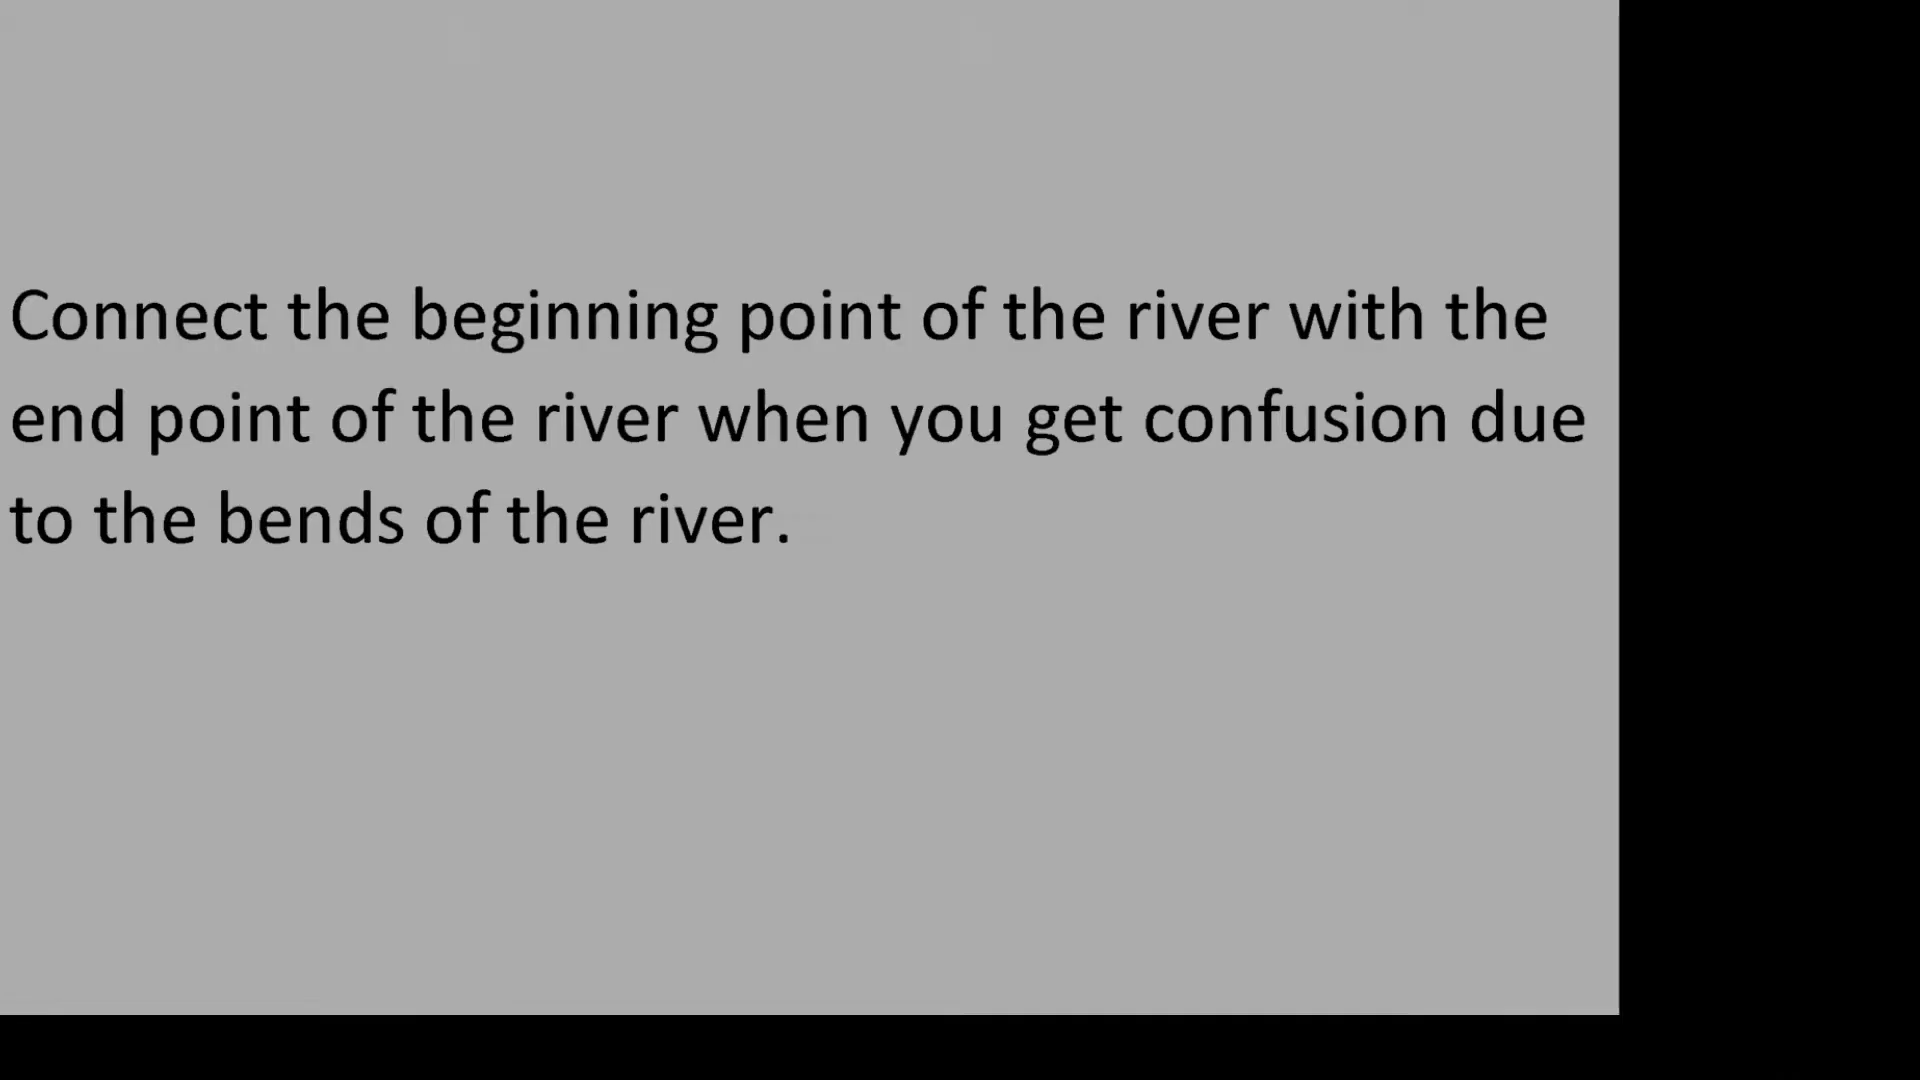 Connect the beginning point of the river with the
end point of the river when you get confusion due
to the bends of the river.